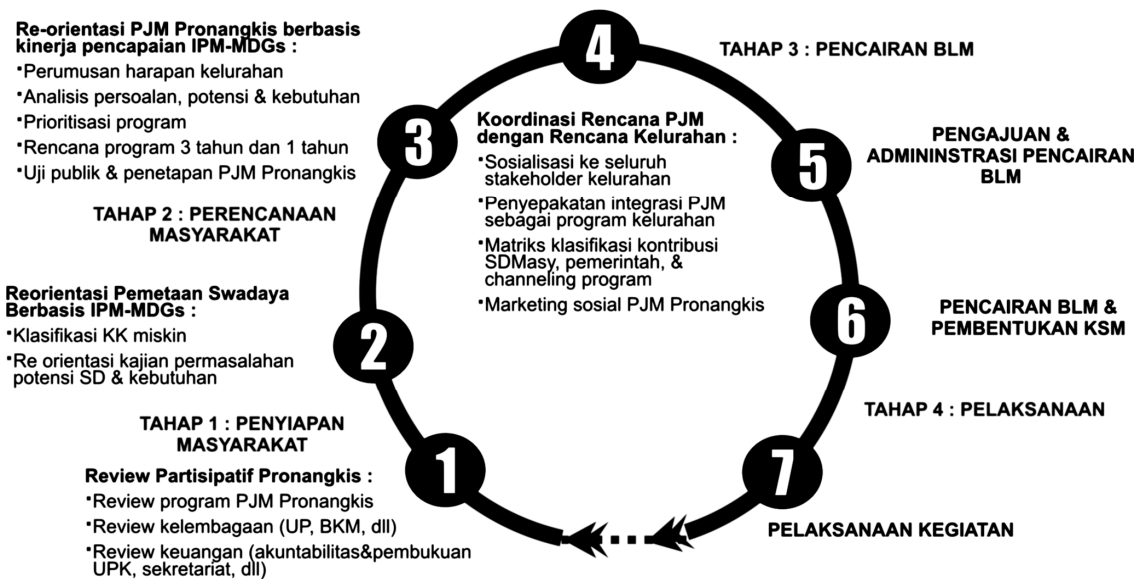 Re-orientasi PJM Pronangkis berbasis
kinerja pencapaian IPM-MDGs :
•Perumusan harapan kelurahan
•Analisis persoalan, potensi & kebutuhan
•Prioritisasi program
•Rencana program 3 tahun dan 1 tahun
•Uji publik & penetapan PJM Pronangkis
TAHAP 2 : PERENCANAAN
MASYARAKAT
Reorientasi Pemetaan Swadaya
Berbasis IPM-MDGs :
•Klasifikasi KK miskin
•Re orientasi kajian permasalahan
potensi SD & kebutuhan
TAHAP 1 : PENYIAPAN
MASYARAKAT
Review Partisipatif Pronangkis :
•Review program PJM Pronangkis
•Review kelembagaan (UP, BKM, dll)
•Review keuangan (akuntabilitas&pembukuan
UPK, sekretariat, dll)
1
2
3
4
Koordinasi Rencana PJM
dengan Rencana Kelurahan :
•Sosialisasi ke seluruh
stakeholder kelurahan
•Penyepakatan integrasi PJM
sebagai program kelurahan
•Matriks klasifikasi kontribusi
SDMasy, pemerintah, &
channeling program
•Marketing sosial PJM Pronangkis
TAHAP 3 : PENCAIRAN BLM
5
PENGAJUAN &
ADMININSTRASI PENCAIRAN
BLM
6
PENCAIRAN BLM &
PEMBENTUKAN KSM
TAHAP 4 : PELAKSANAAN
7
PELAKSANAAN KEGIATAN